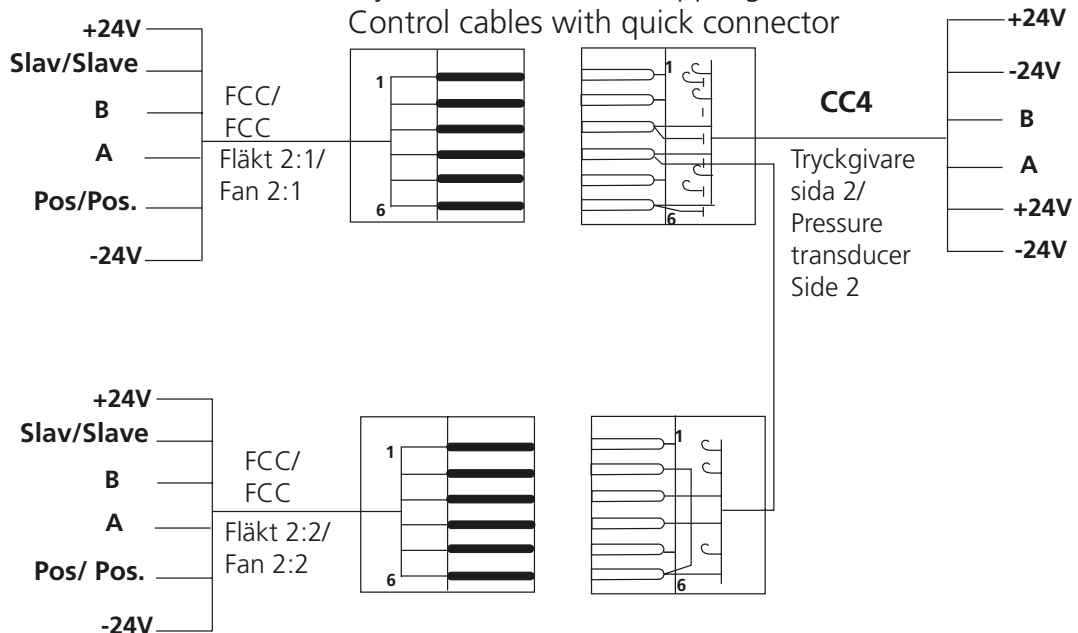 Control cables with quick connector
+24V
Slav/Slave
B
A
Pos/Pos.
-24V
FCC/
FCC
Fläkt 2:1/
Fan 2:1
1
6
1
6
CC4
Tryckgivare
sida 2/
Pressure
transducer
Side 2
+24V
-24V
B
A
+24V
-24V
+24V
Slav/Slave
B
A
Pos/ Pos.
-24V
FCC/
FCC
Fläkt 2:2/
Fan 2:2
1
6
1
6